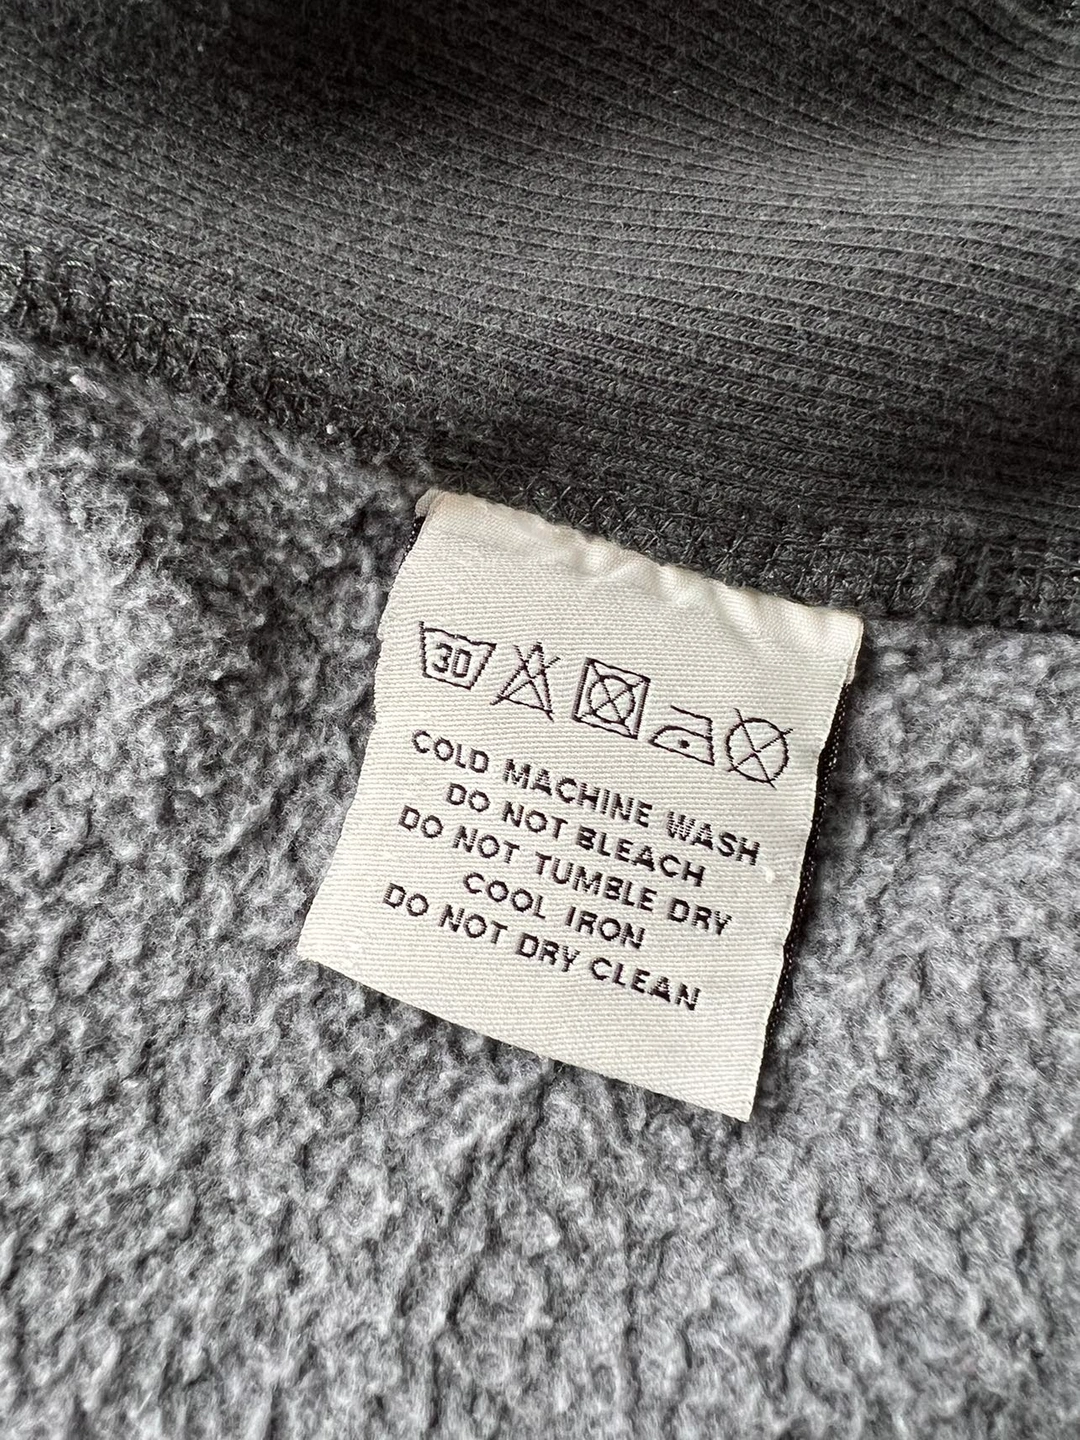 30
COLD MACHINE WASH
DO NOT BLEACH
DO NOT TUMBLE DRY
COOL IRON
DO NOT DRY CLEAN